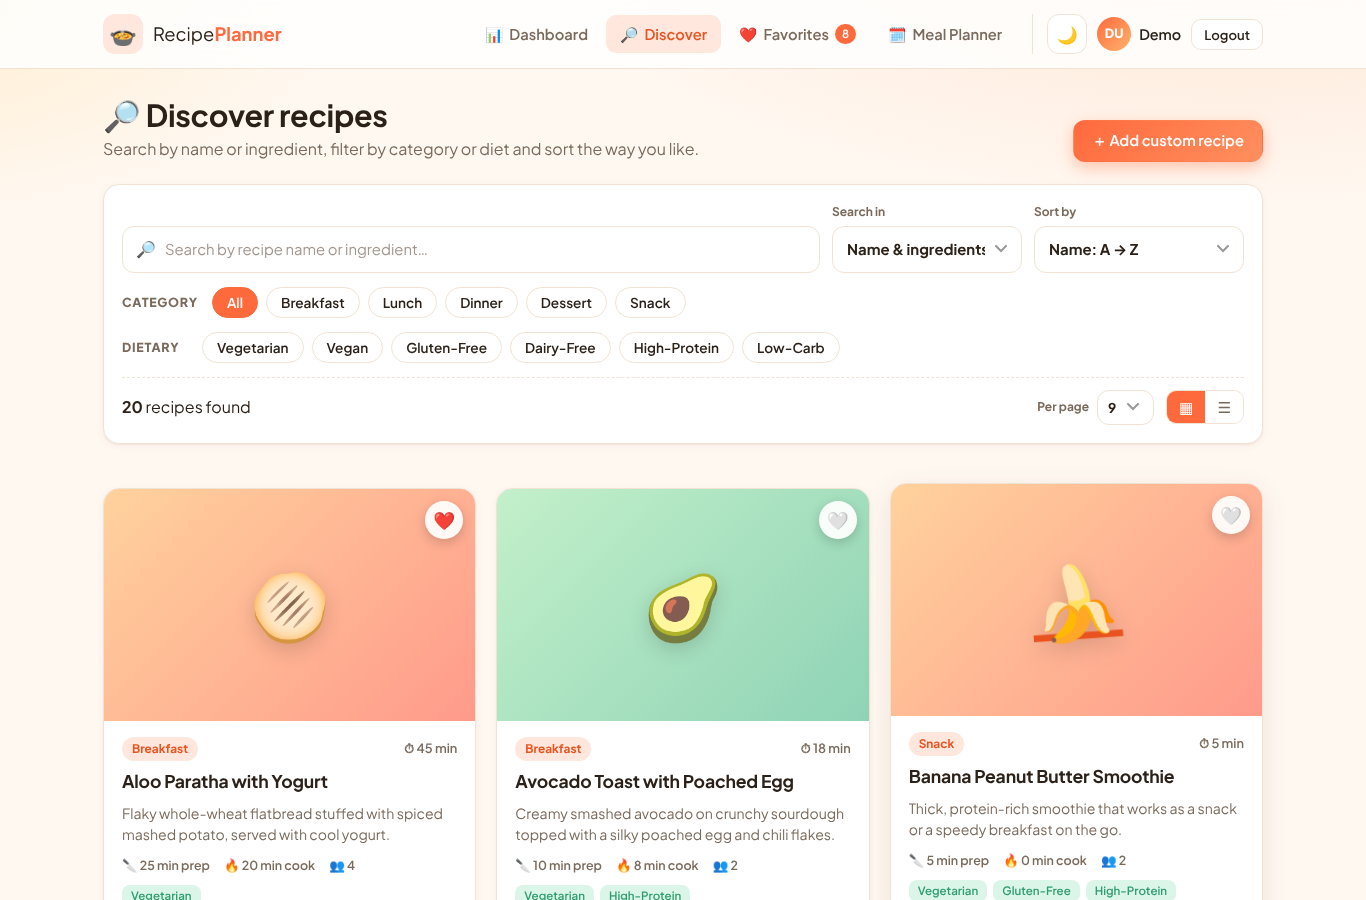 RecipePlanner
Dashboard
Discover
Favorites 8
Meal Planner
DU Demo
Logout
Discover recipes
Search by name or ingredient, filter by category or diet and sort the way you like.
+ Add custom recipe
Search in
Sort by
Search by recipe name or ingredient...
Name & ingredients
Name: A → Z
CATEGORY All Breakfast Lunch Dinner Dessert Snack
DIETARY Vegetarian Vegan Gluten-Free Dairy-Free High-Protein Low-Carb
20 recipes found
Per page 9
Breakfast 45 min
Aloo Paratha with Yogurt
Flaky whole-wheat flatbread stuffed with spiced
mashed potato, served with cool yogurt.
25 min prep 20 min cook 4
Vegetarian
Breakfast 18 min
Avocado Toast with Poached Egg
Creamy smashed avocado on crunchy sourdough
topped with a silky poached egg and chili flakes.
10 min prep 8 min cook 2
Vegetarian High-Protein
Snack 5 min
Banana Peanut Butter Smoothie
Thick, protein-rich smoothie that works as a snack
or a speedy breakfast on the go.
5 min prep 0 min cook 2
Vegetarian Gluten-Free High-Protein